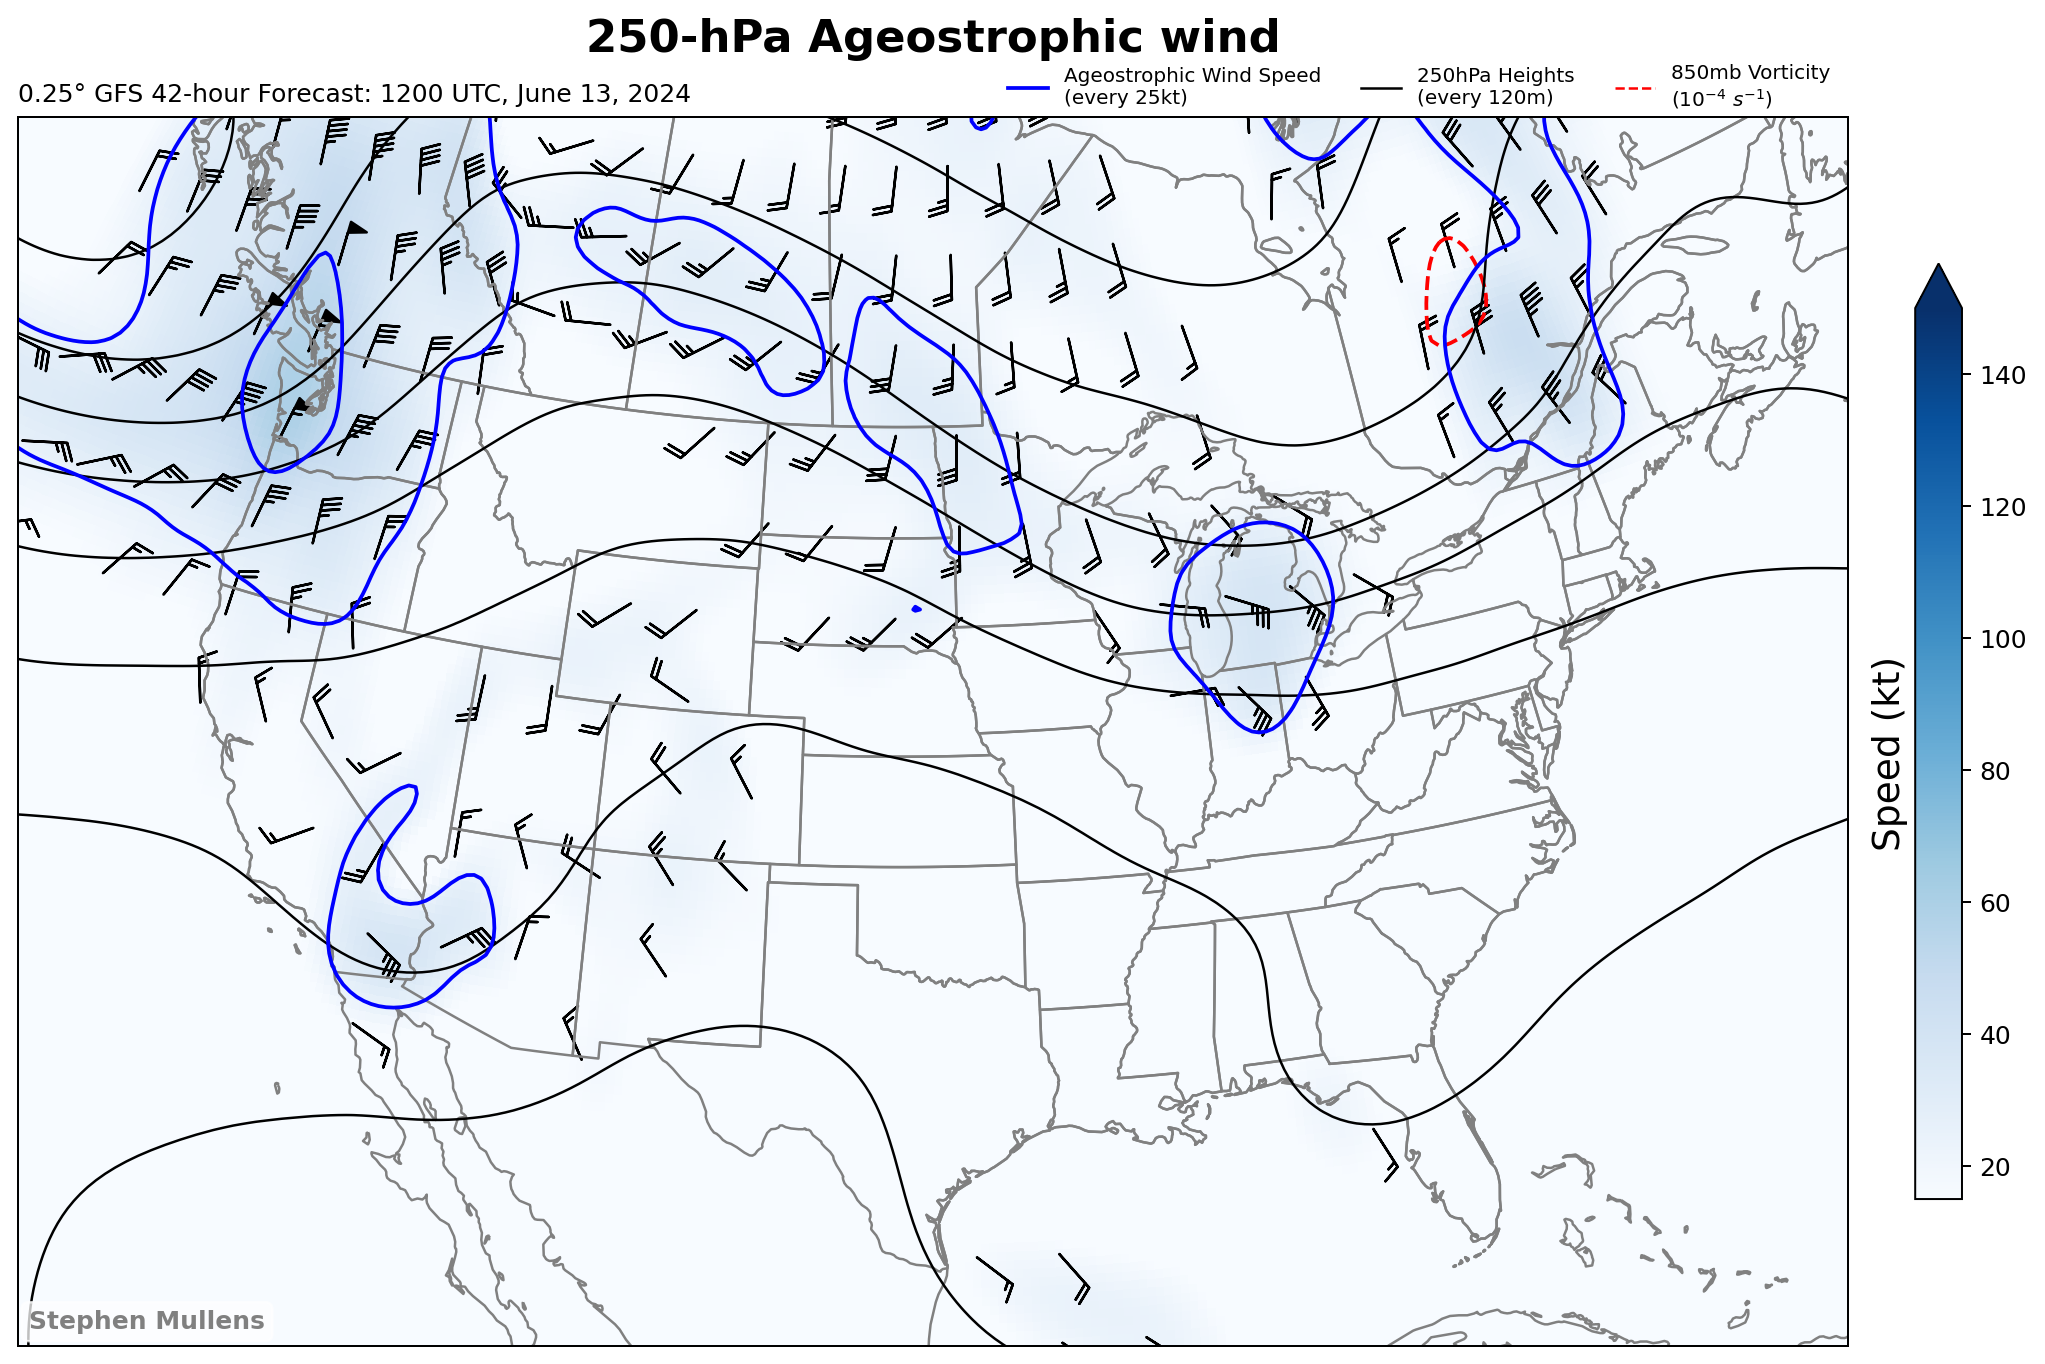 250-hPa Ageostrophic wind
0.25° GFS 42-hour Forecast: 1200 UTC, June 13, 2024
Ageostrophic Wind Speed
(every 25kt)
250hPa Heights
(every 120m)
850mb Vorticity
(10⁻⁴ s⁻¹)
140
120
100
80
60
40
20
Speed (kt)
Stephen Mullens